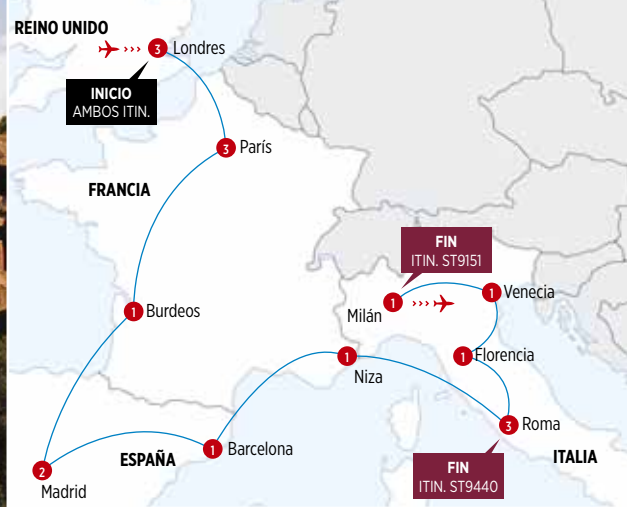 REINO UNIDO
3 Londres
INICIO
AMBOS ITIN.
3 París
FRANCIA
FIN
ITIN. ST9151
1 Venecia
1
Milán
1 Burdeos
1 Florencia
1
Niza
3 Roma
1 Barcelona
ESPAÑA
ITALIA
2
Madrid
FIN
ITIN. ST9440